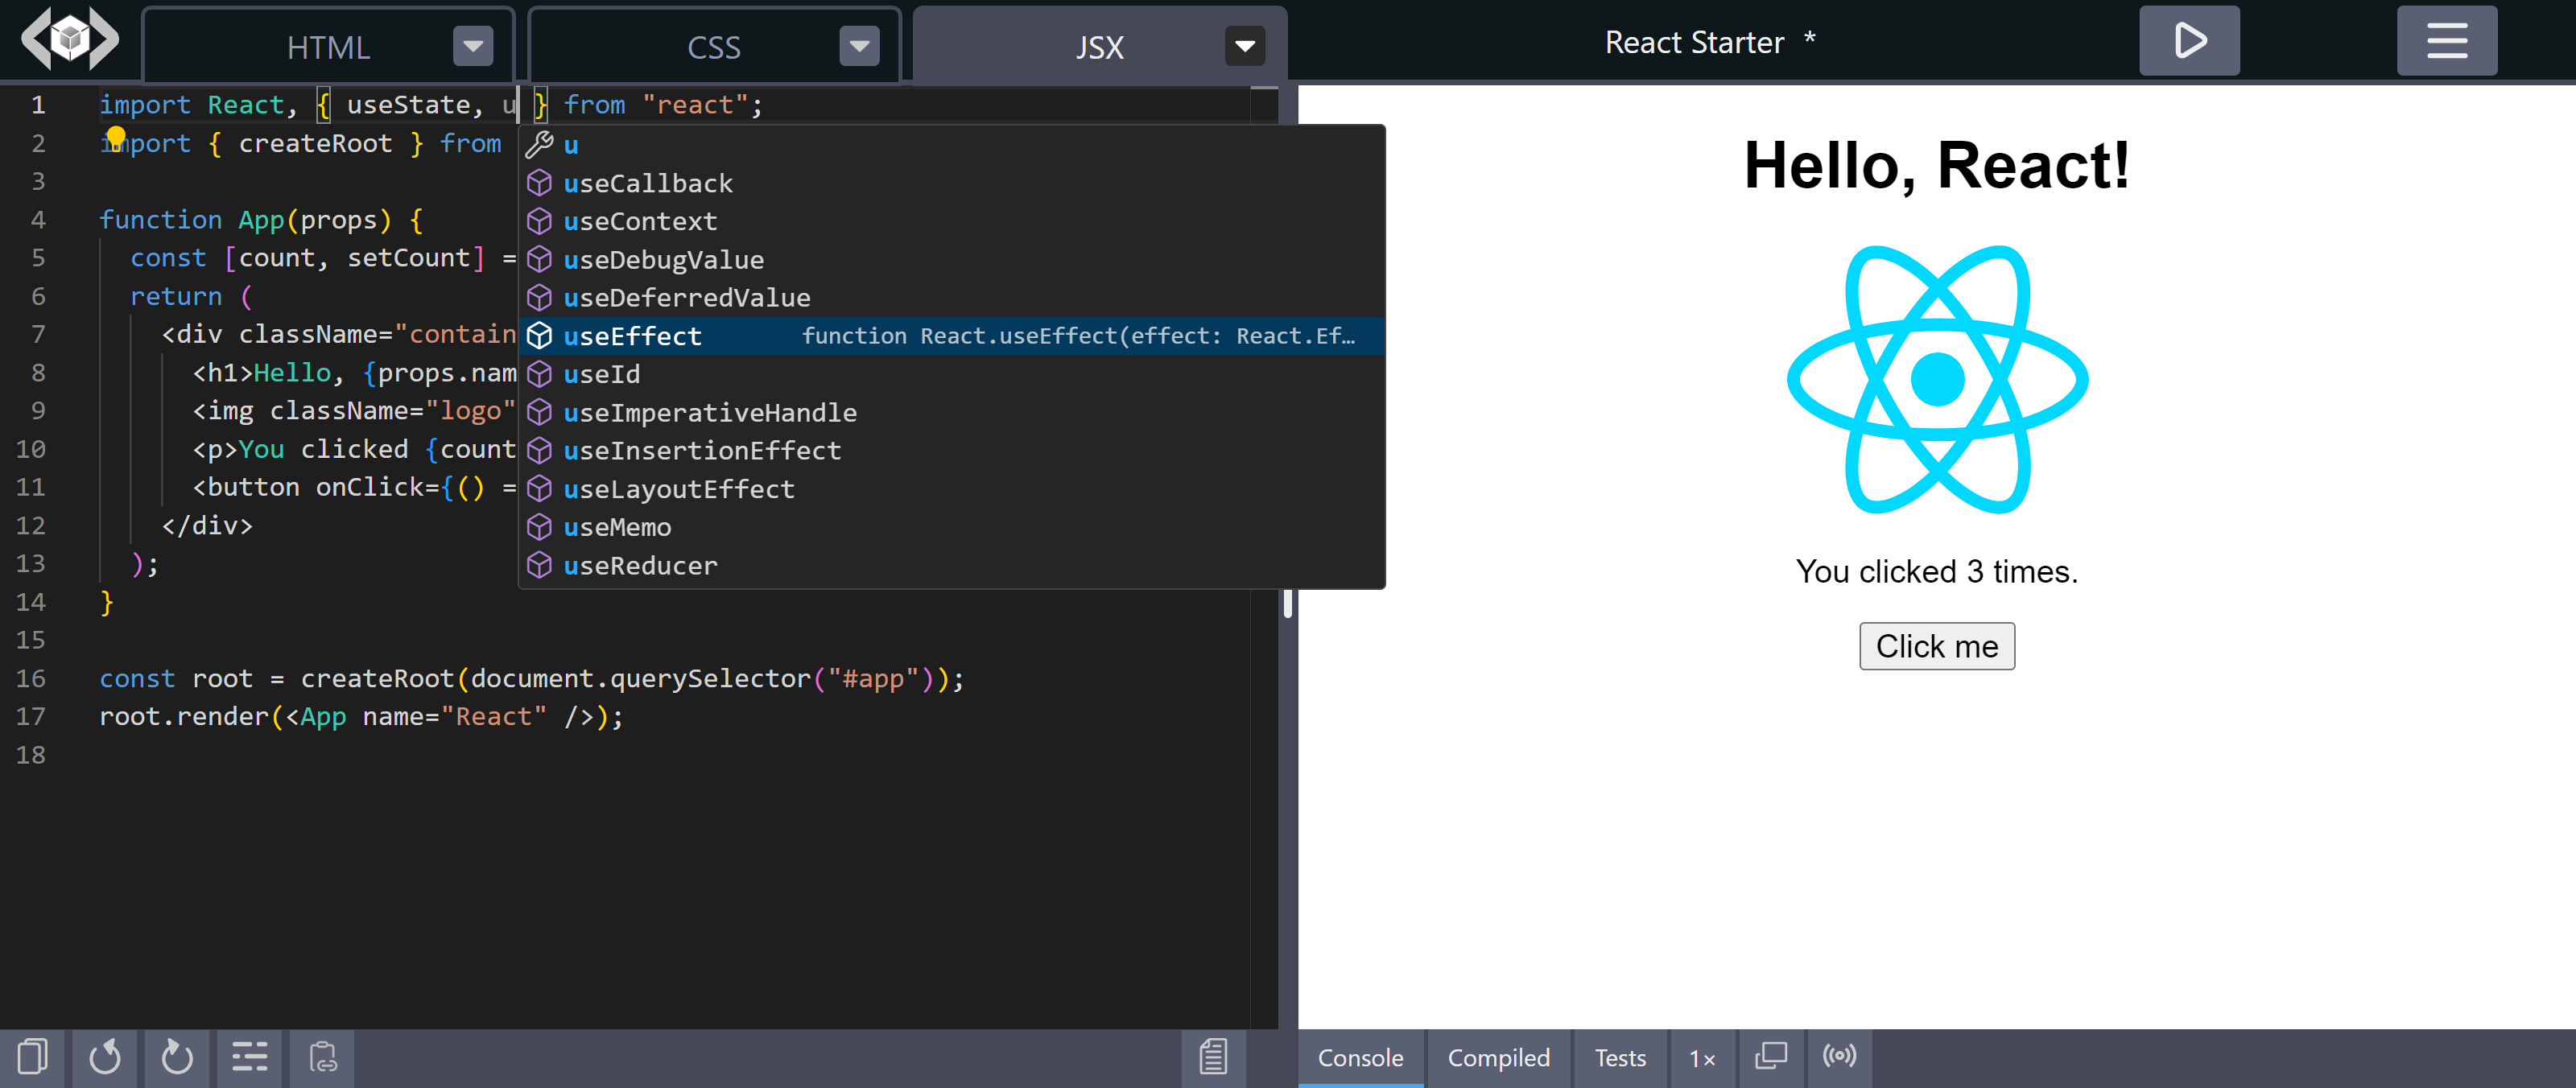 HTML
CSS
JSX
React Starter *
1 import React, { useState, u } from "react";
2 import { createRoot } from
3
4 function App(props) {
5 const [count, setCount] =
6 return (
7 <div className="contain
8 <h1>Hello, {props.nam
9 <img className="logo"
10 <p>You clicked {count
11 <button onClick={() =
12 </div>
13 );
14 }
15
16 const root = createRoot(document.querySelector("#app"));
17 root.render(<App name="React" />);
18
u
useCallback
useContext
useDebugValue
useDeferredValue
useEffect function React.useEffect(effect: React.Ef…
useId
useImperativeHandle
useInsertionEffect
useLayoutEffect
useMemo
useReducer
Hello, React!
You clicked 3 times.
Click me
Console
Compiled
Tests
1×